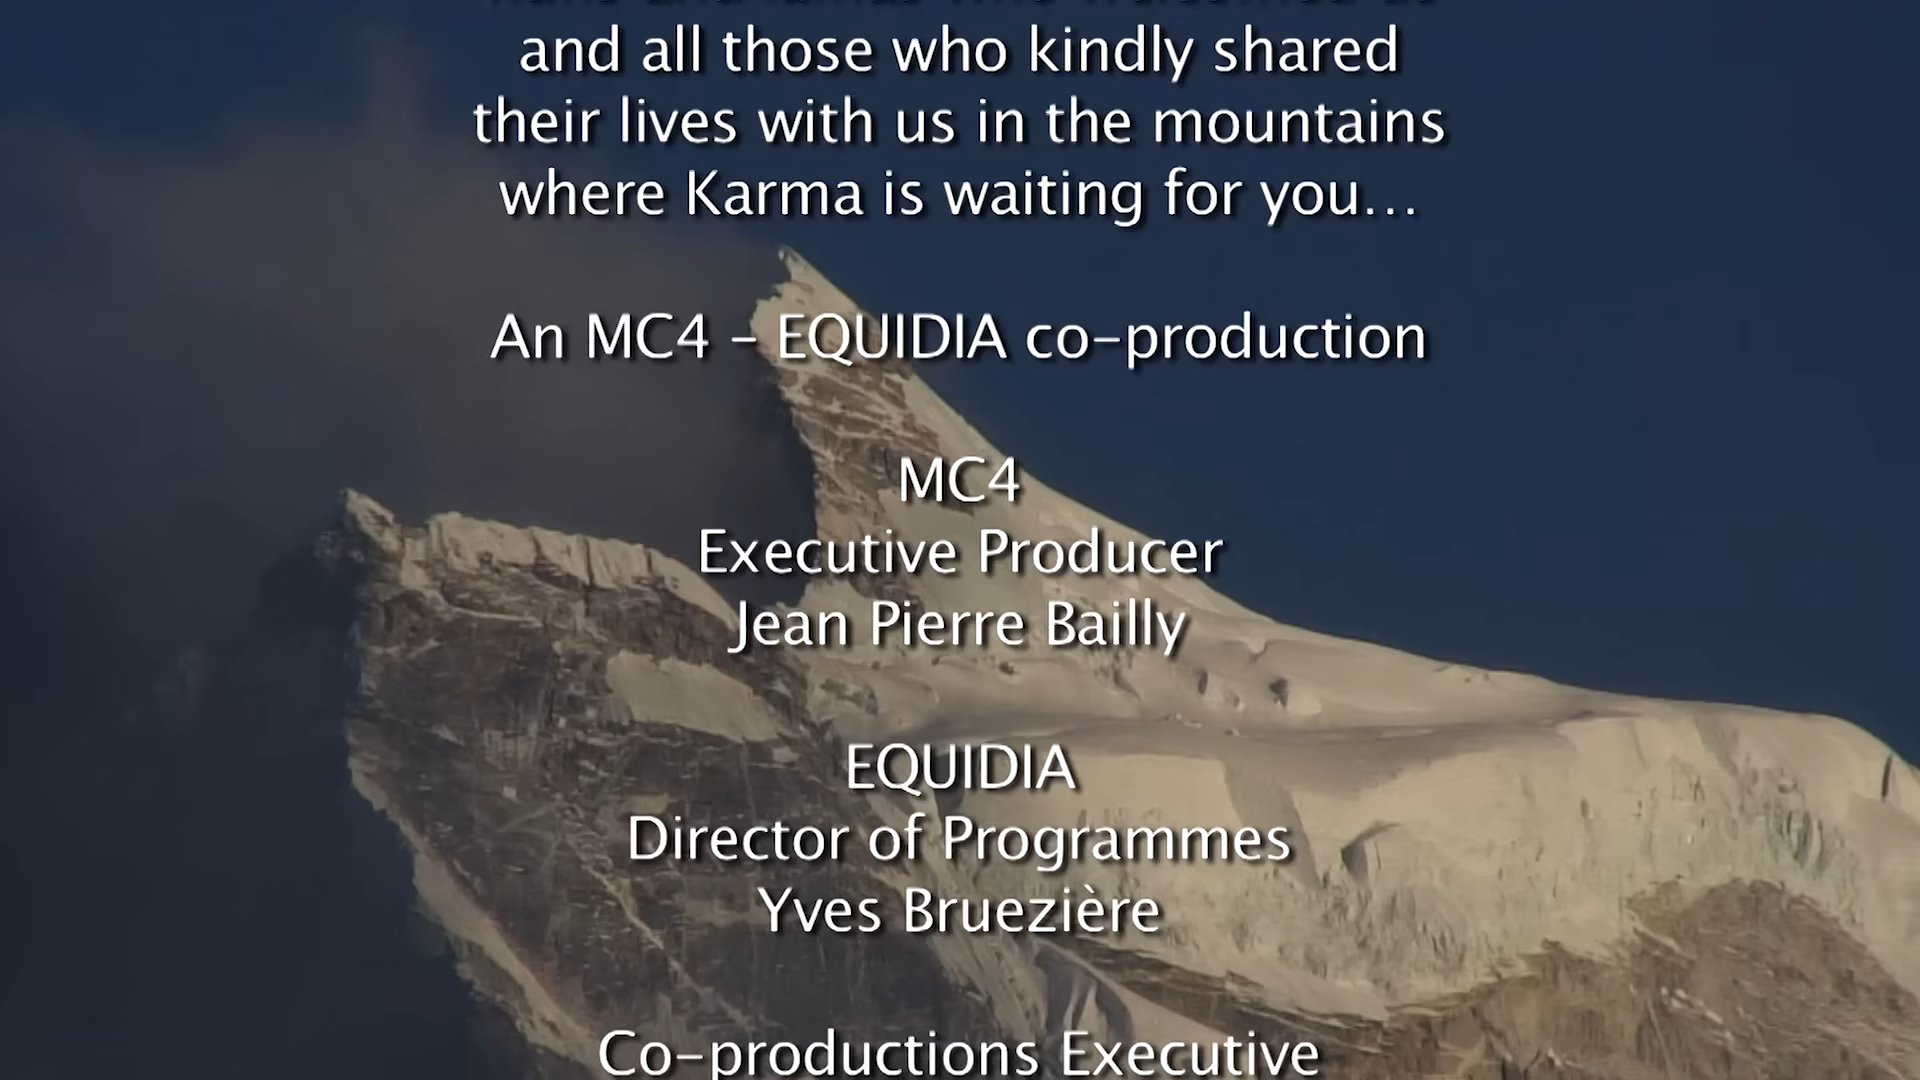 and all those who kindly shared
their lives with us in the mountains
where Karma is waiting for you...
An MC4 – EQUIDIA co–production
MC4
Executive Producer
Jean Pierre Bailly
EQUIDIA
Director of Programmes
Yves Bruezière
Co–productions Executive